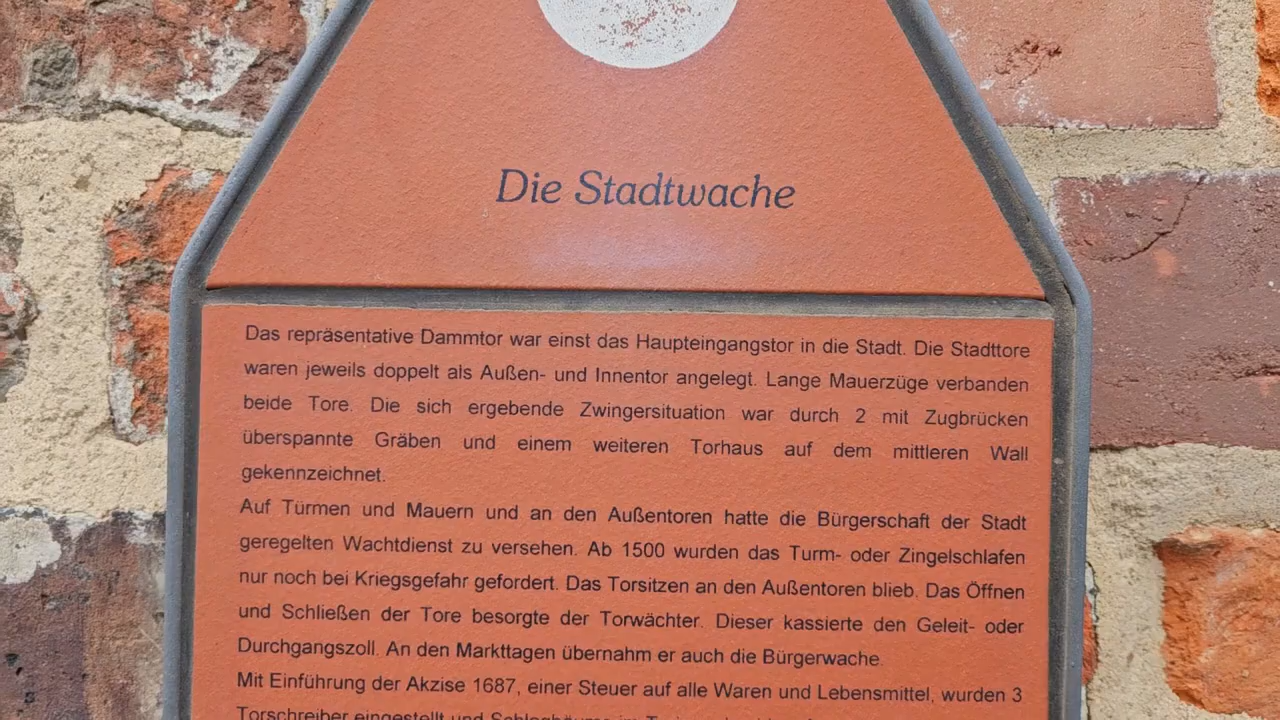 Die Stadtwache
Das repräsentative Dammtor war einst das Haupteingangstor in die Stadt. Die Stadttore
waren jeweils doppelt als Außen- und Innentor angelegt. Lange Mauerzüge verbanden
beide Tore. Die sich ergebende Zwingersituation war durch 2 mit Zugbrücken
überspannte Gräben und einem weiteren Torhaus auf dem mittleren Wall
gekennzeichnet.
Auf Türmen und Mauern und an den Außentoren hatte die Bürgerschaft der Stadt
geregelten Wachtdienst zu versehen. Ab 1500 wurden das Turm- oder Zingelschlafen
nur noch bei Kriegsgefahr gefordert. Das Torsitzen an den Außentoren blieb. Das Öffnen
und Schließen der Tore besorgte der Torwächter. Dieser kassierte den Geleit- oder
Durchgangszoll. An den Markttagen übernahm er auch die Bürgerwache.
Mit Einführung der Akzise 1687, einer Steuer auf alle Waren und Lebensmittel, wurden 3
Torschreiber eingestellt und Schlagbäume im